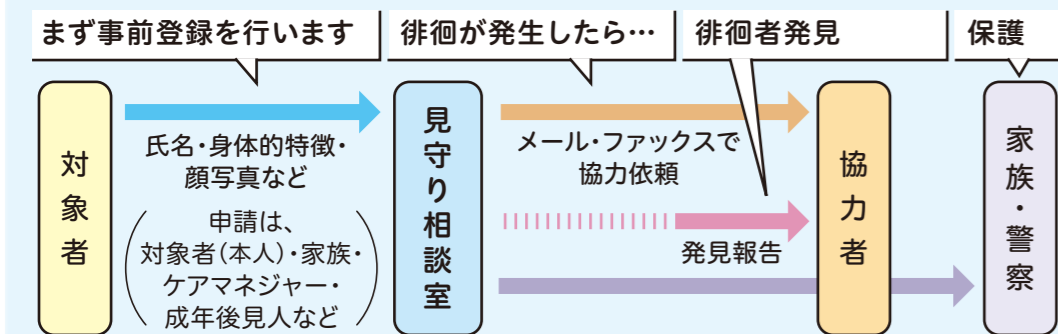 まず事前登録を行います
徘徊が発生したら…
徘徊者発見
保護
対象者
氏名・身体的特徴・
顔写真など
申請は、
対象者(本人)・家族・
ケアマネジャー・
成年後見人など
見守り相談室
メール・ファックスで
協力依頼
発見報告
協力者
家族・警察